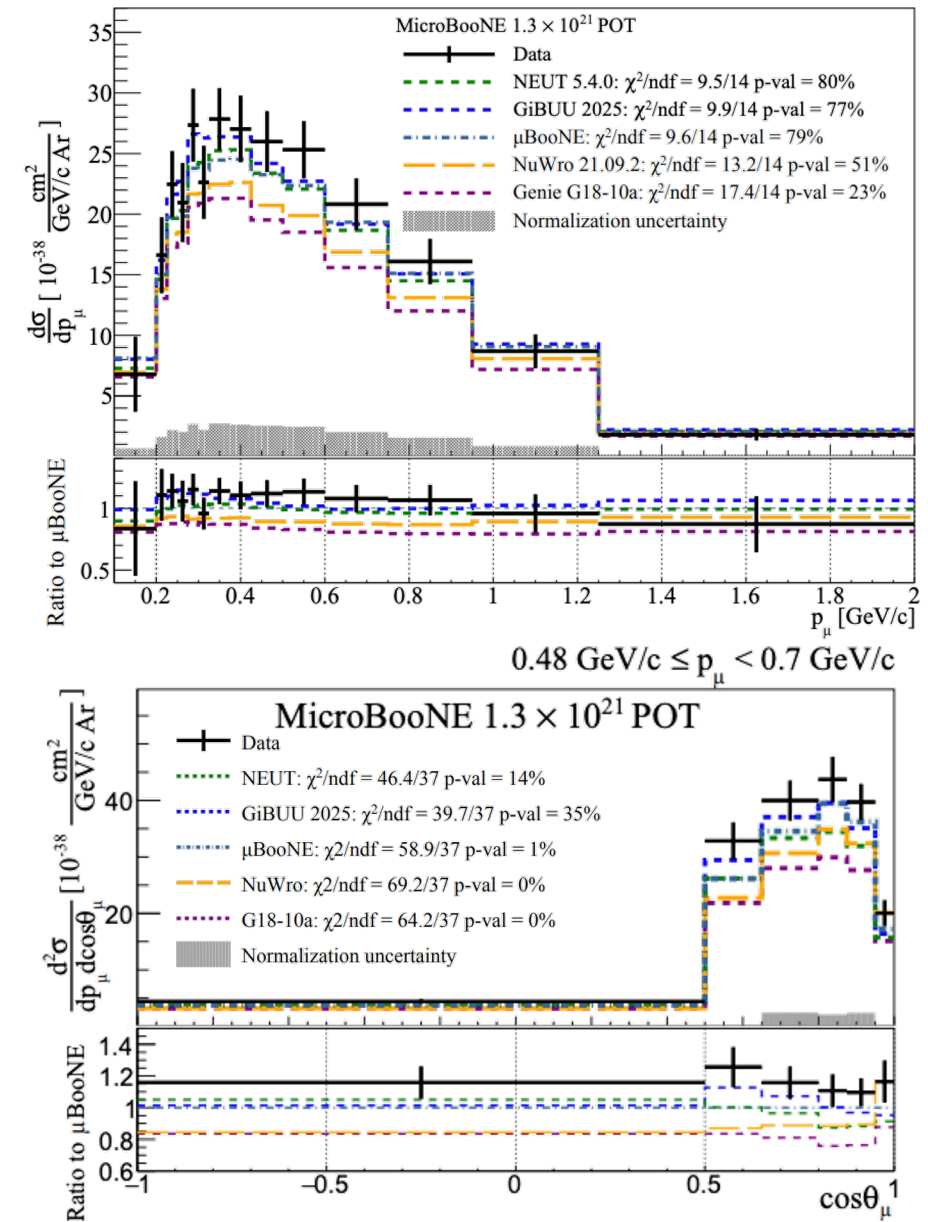 MicroBooNE 1.3 × 10²¹ POT
Data
NEUT 5.4.0: χ²/ndf = 9.5/14 p-val = 80%
GiBUU 2025: χ²/ndf = 9.9/14 p-val = 77%
μBooNE: χ²/ndf = 9.6/14 p-val = 79%
NuWro 21.09.2: χ²/ndf = 13.2/14 p-val = 51%
Genie G18-10a: χ²/ndf = 17.4/14 p-val = 23%
Normalization uncertainty
dσ/dp_μ [ 10⁻³⁸ cm²/GeV/c Ar ]
35
30
25
20
15
10
5
Ratio to μBooNE
1
0.5
0.2 0.4 0.6 0.8 1 1.2 1.4 1.6 1.8 2
p_μ [GeV/c]
0.48 GeV/c ≤ p_μ < 0.7 GeV/c
MicroBooNE 1.3 × 10²¹ POT
Data
NEUT: χ²/ndf = 46.4/37 p-val = 14%
GiBUU 2025: χ²/ndf = 39.7/37 p-val = 35%
μBooNE: χ2/ndf = 58.9/37 p-val = 1%
NuWro: χ2/ndf = 69.2/37 p-val = 0%
G18-10a: χ2/ndf = 64.2/37 p-val = 0%
Normalization uncertainty
d²σ/dp_μ dcosθ_μ [10⁻³⁸ cm²/GeV/c Ar ]
40
20
Ratio to μBooNE
1.4
1.2
1
0.8
0.6
−1 −0.5 0 0.5 1
cosθ_μ